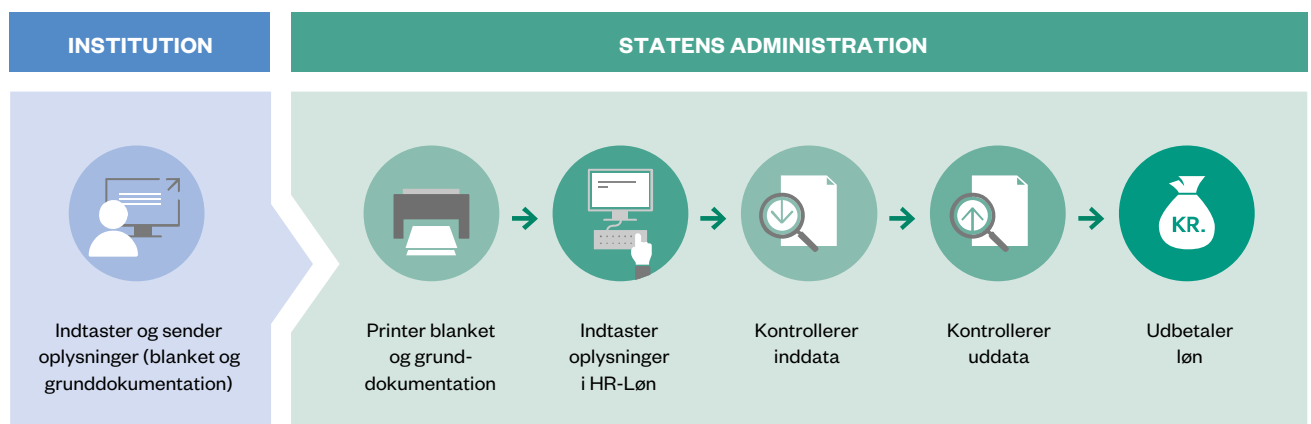 INSTITUTION
STATENS ADMINISTRATION
Indtaster og sender
oplysninger (blanket og
grunddokumentation)
Printer blanket
og grund-
dokumentation
Indtaster
oplysninger
i HR-Løn
Kontrollerer
inddata
Kontrollerer
uddata
KR.
Udbetaler
løn